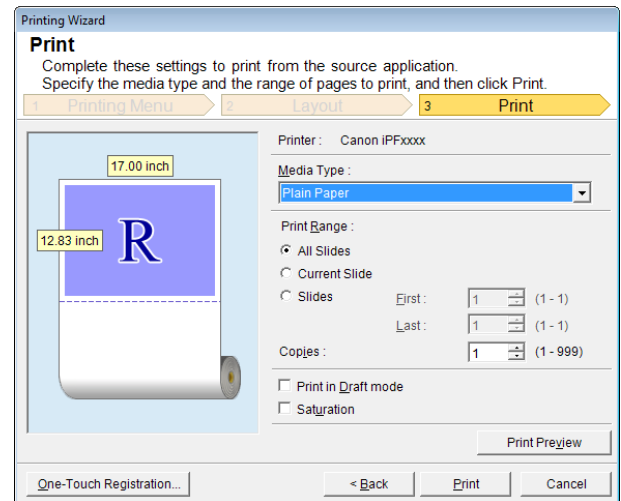 Printing Wizard
Print
Complete these settings to print from the source application.
Specify the media type and the range of pages to print, and then click Print.
1 Printing Menu 2 Layout 3 Print
Printer : Canon iPFxxxx
17.00 inch
Media Type :
Plain Paper
12.83 inch
R
Print Range :
All Slides
Current Slide
Slides First : 1 (1 - 1)
Last : 1 (1 - 1)
Copies : 1 (1 - 999)
Print in Draft mode
Saturation
Print Preview
One-Touch Registration... < Back Print Cancel